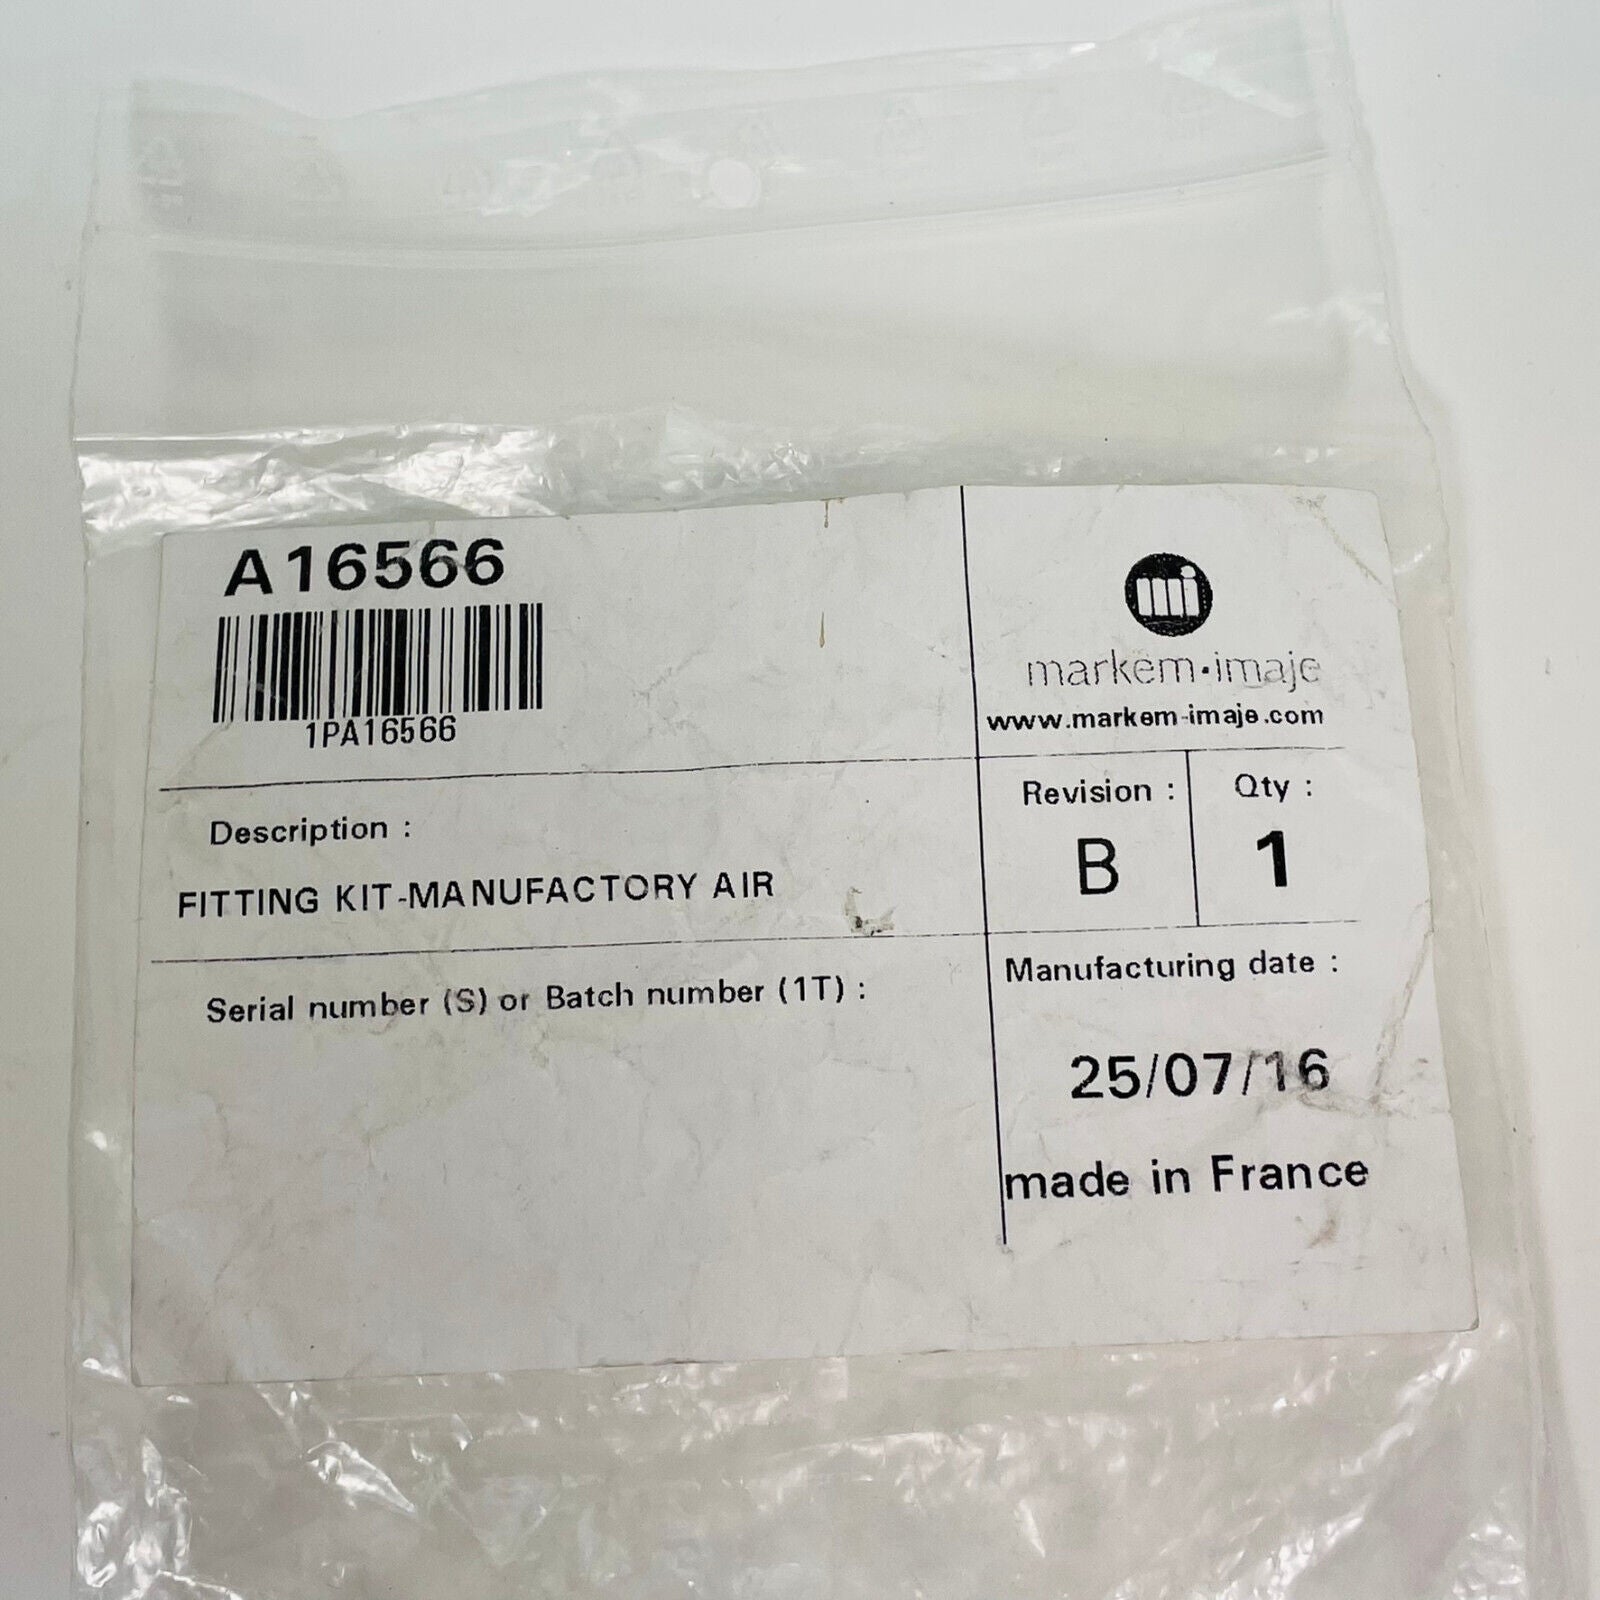 A16566
1PA16566
mi
markem·imaje
www.markem-imaje.com
Description :
FITTING KIT-MANUFACTORY AIR
Revision :
B
Qty :
1
Serial number (S) or Batch number (1T) :
Manufacturing date :
25/07/16
made in France